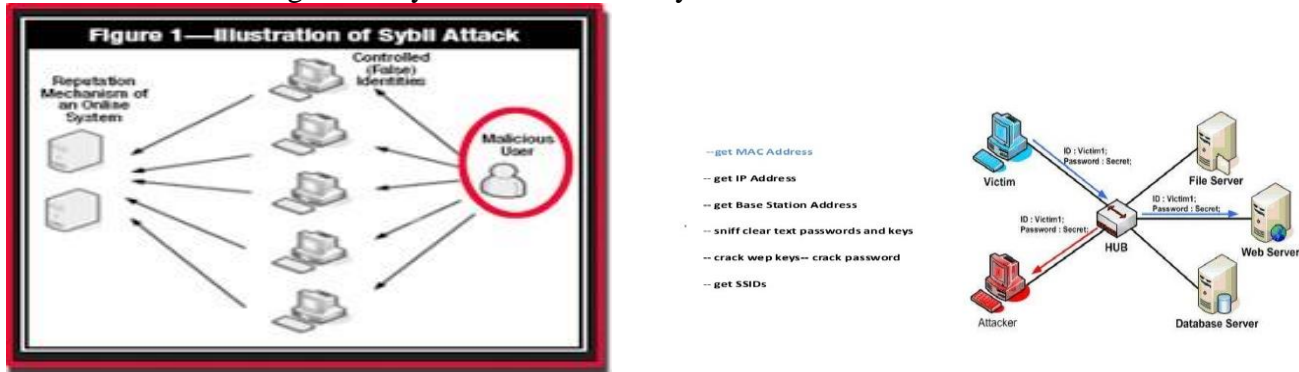 Figure 1—Illustration of Sybil Attack
Controlled
(False)
Identities
Reputation
Mechanism of
an Online
System
Malicious
User
--get MAC Address
-- get IP Address
-- get Base Station Address
-- sniff clear text passwords and keys
-- crack wep keys-- crack password
-- get SSIDs
ID : Victim1;
Password : Secret;
Victim
File Server
ID : Victim1;
Password : Secret;
ID : Victim1;
Password : Secret;
HUB
Web Server
Attacker
Database Server